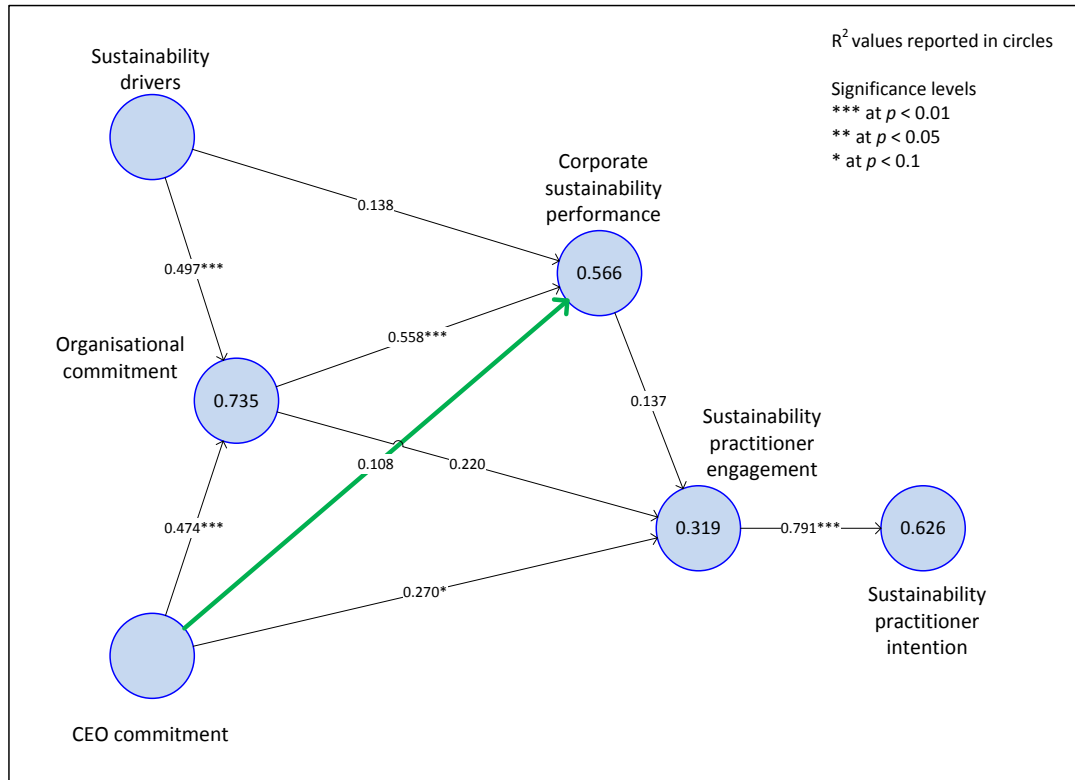 Sustainability
drivers
R² values reported in circles
Significance levels
*** at p < 0.01
** at p < 0.05
* at p < 0.1
Corporate
sustainability
performance
0.138
0.566
0.497***
0.558***
Organisational
commitment
0.735
0.137
Sustainability
practitioner
engagement
0.108
0.220
0.474***
0.319
0.791***
0.626
0.270*
Sustainability
practitioner
intention
CEO commitment